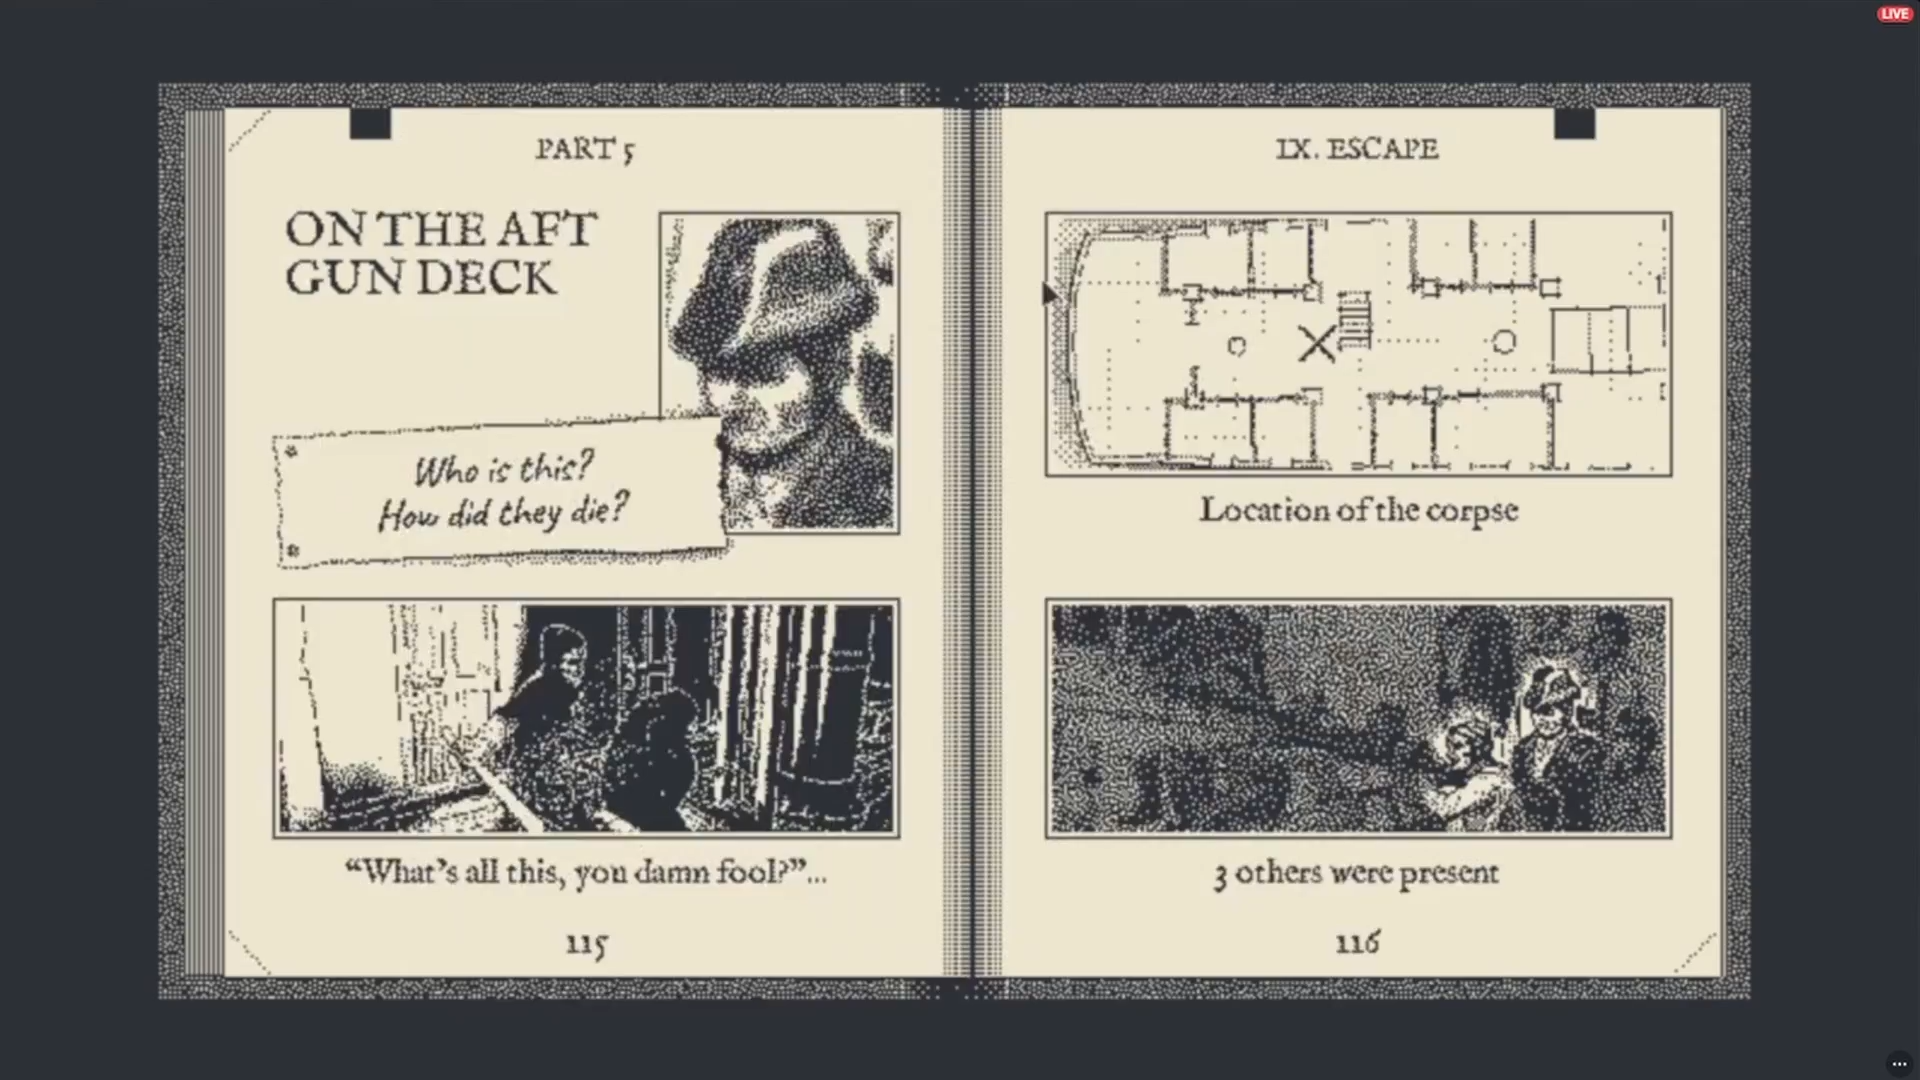 LIVE
PART 5
ON THE AFT
GUN DECK
Who is this?
How did they die?
"What's all this, you damn fool?"...
115
IX. ESCAPE
Location of the corpse
3 others were present
116